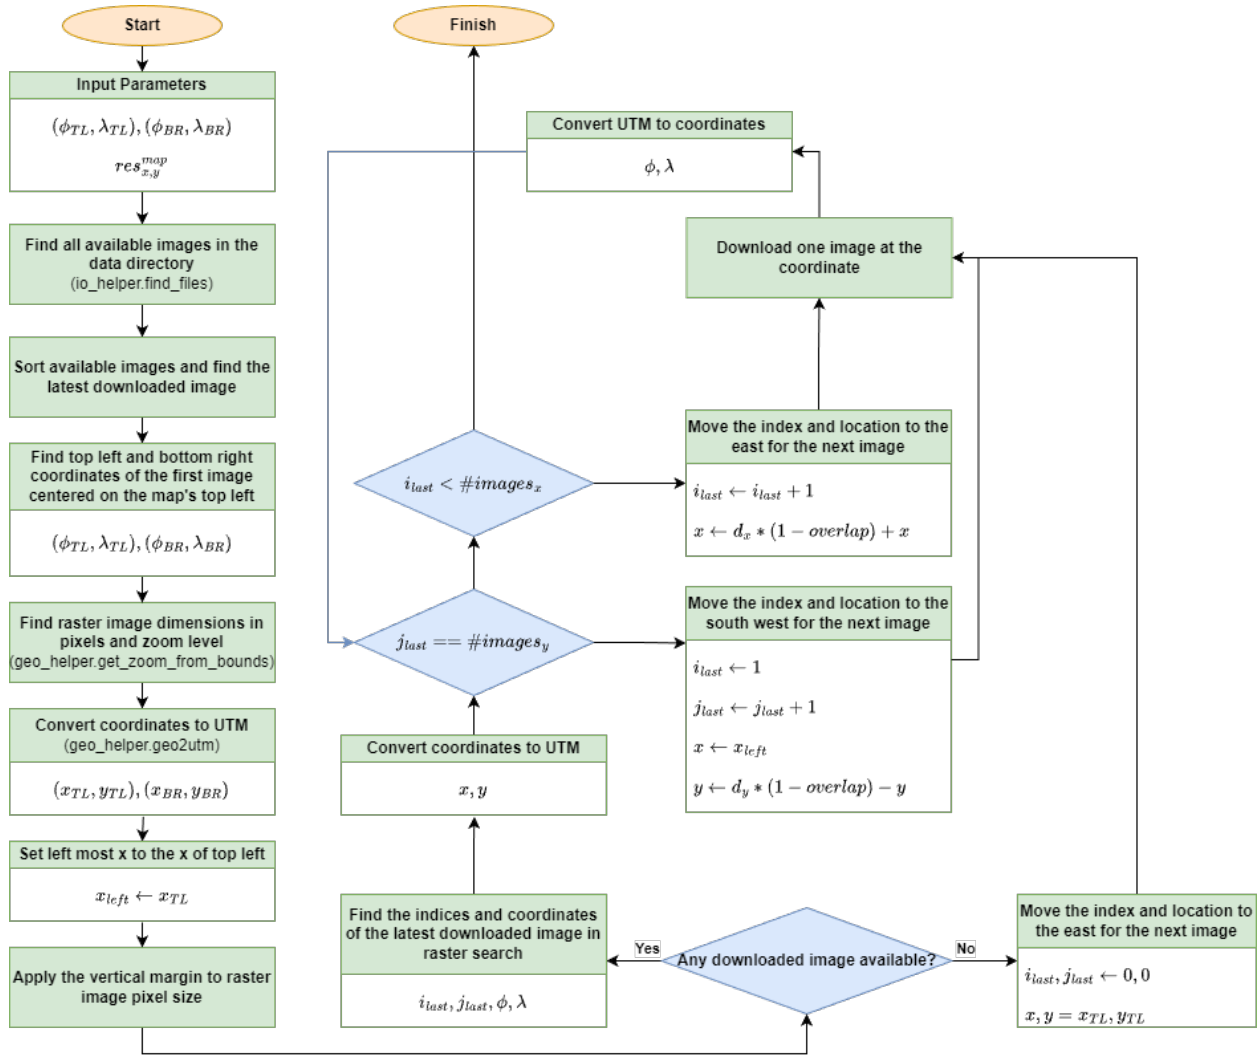 Start
Input Parameters
(ϕ_TL, λ_TL), (ϕ_BR, λ_BR)
res^map_x,y
Find all available images in the
data directory
(io_helper.find_files)
Sort available images and find the
latest downloaded image
Find top left and bottom right
coordinates of the first image
centered on the map's top left
(ϕ_TL, λ_TL), (ϕ_BR, λ_BR)
Find raster image dimensions in
pixels and zoom level
(geo_helper.get_zoom_from_bounds)
Convert coordinates to UTM
(geo_helper.geo2utm)
(x_TL, y_TL), (x_BR, y_BR)
Set left most x to the x of top left
x_left ← x_TL
Apply the vertical margin to raster
image pixel size
Any downloaded image available?
Yes
No
Find the indices and coordinates
of the latest downloaded image in
raster search
i_last, j_last, ϕ, λ
Move the index and location to
the east for the next image
i_last, j_last ← 0, 0
x, y = x_TL, y_TL
Convert coordinates to UTM
x, y
j_last == #images_y
Move the index and location to the
south west for the next image
i_last ← 1
j_last ← j_last + 1
x ← x_left
y ← d_y * (1 − overlap) − y
i_last < #images_x
Move the index and location to the
east for the next image
i_last ← i_last + 1
x ← d_x * (1 − overlap) + x
Download one image at the
coordinate
Convert UTM to coordinates
ϕ, λ
Finish